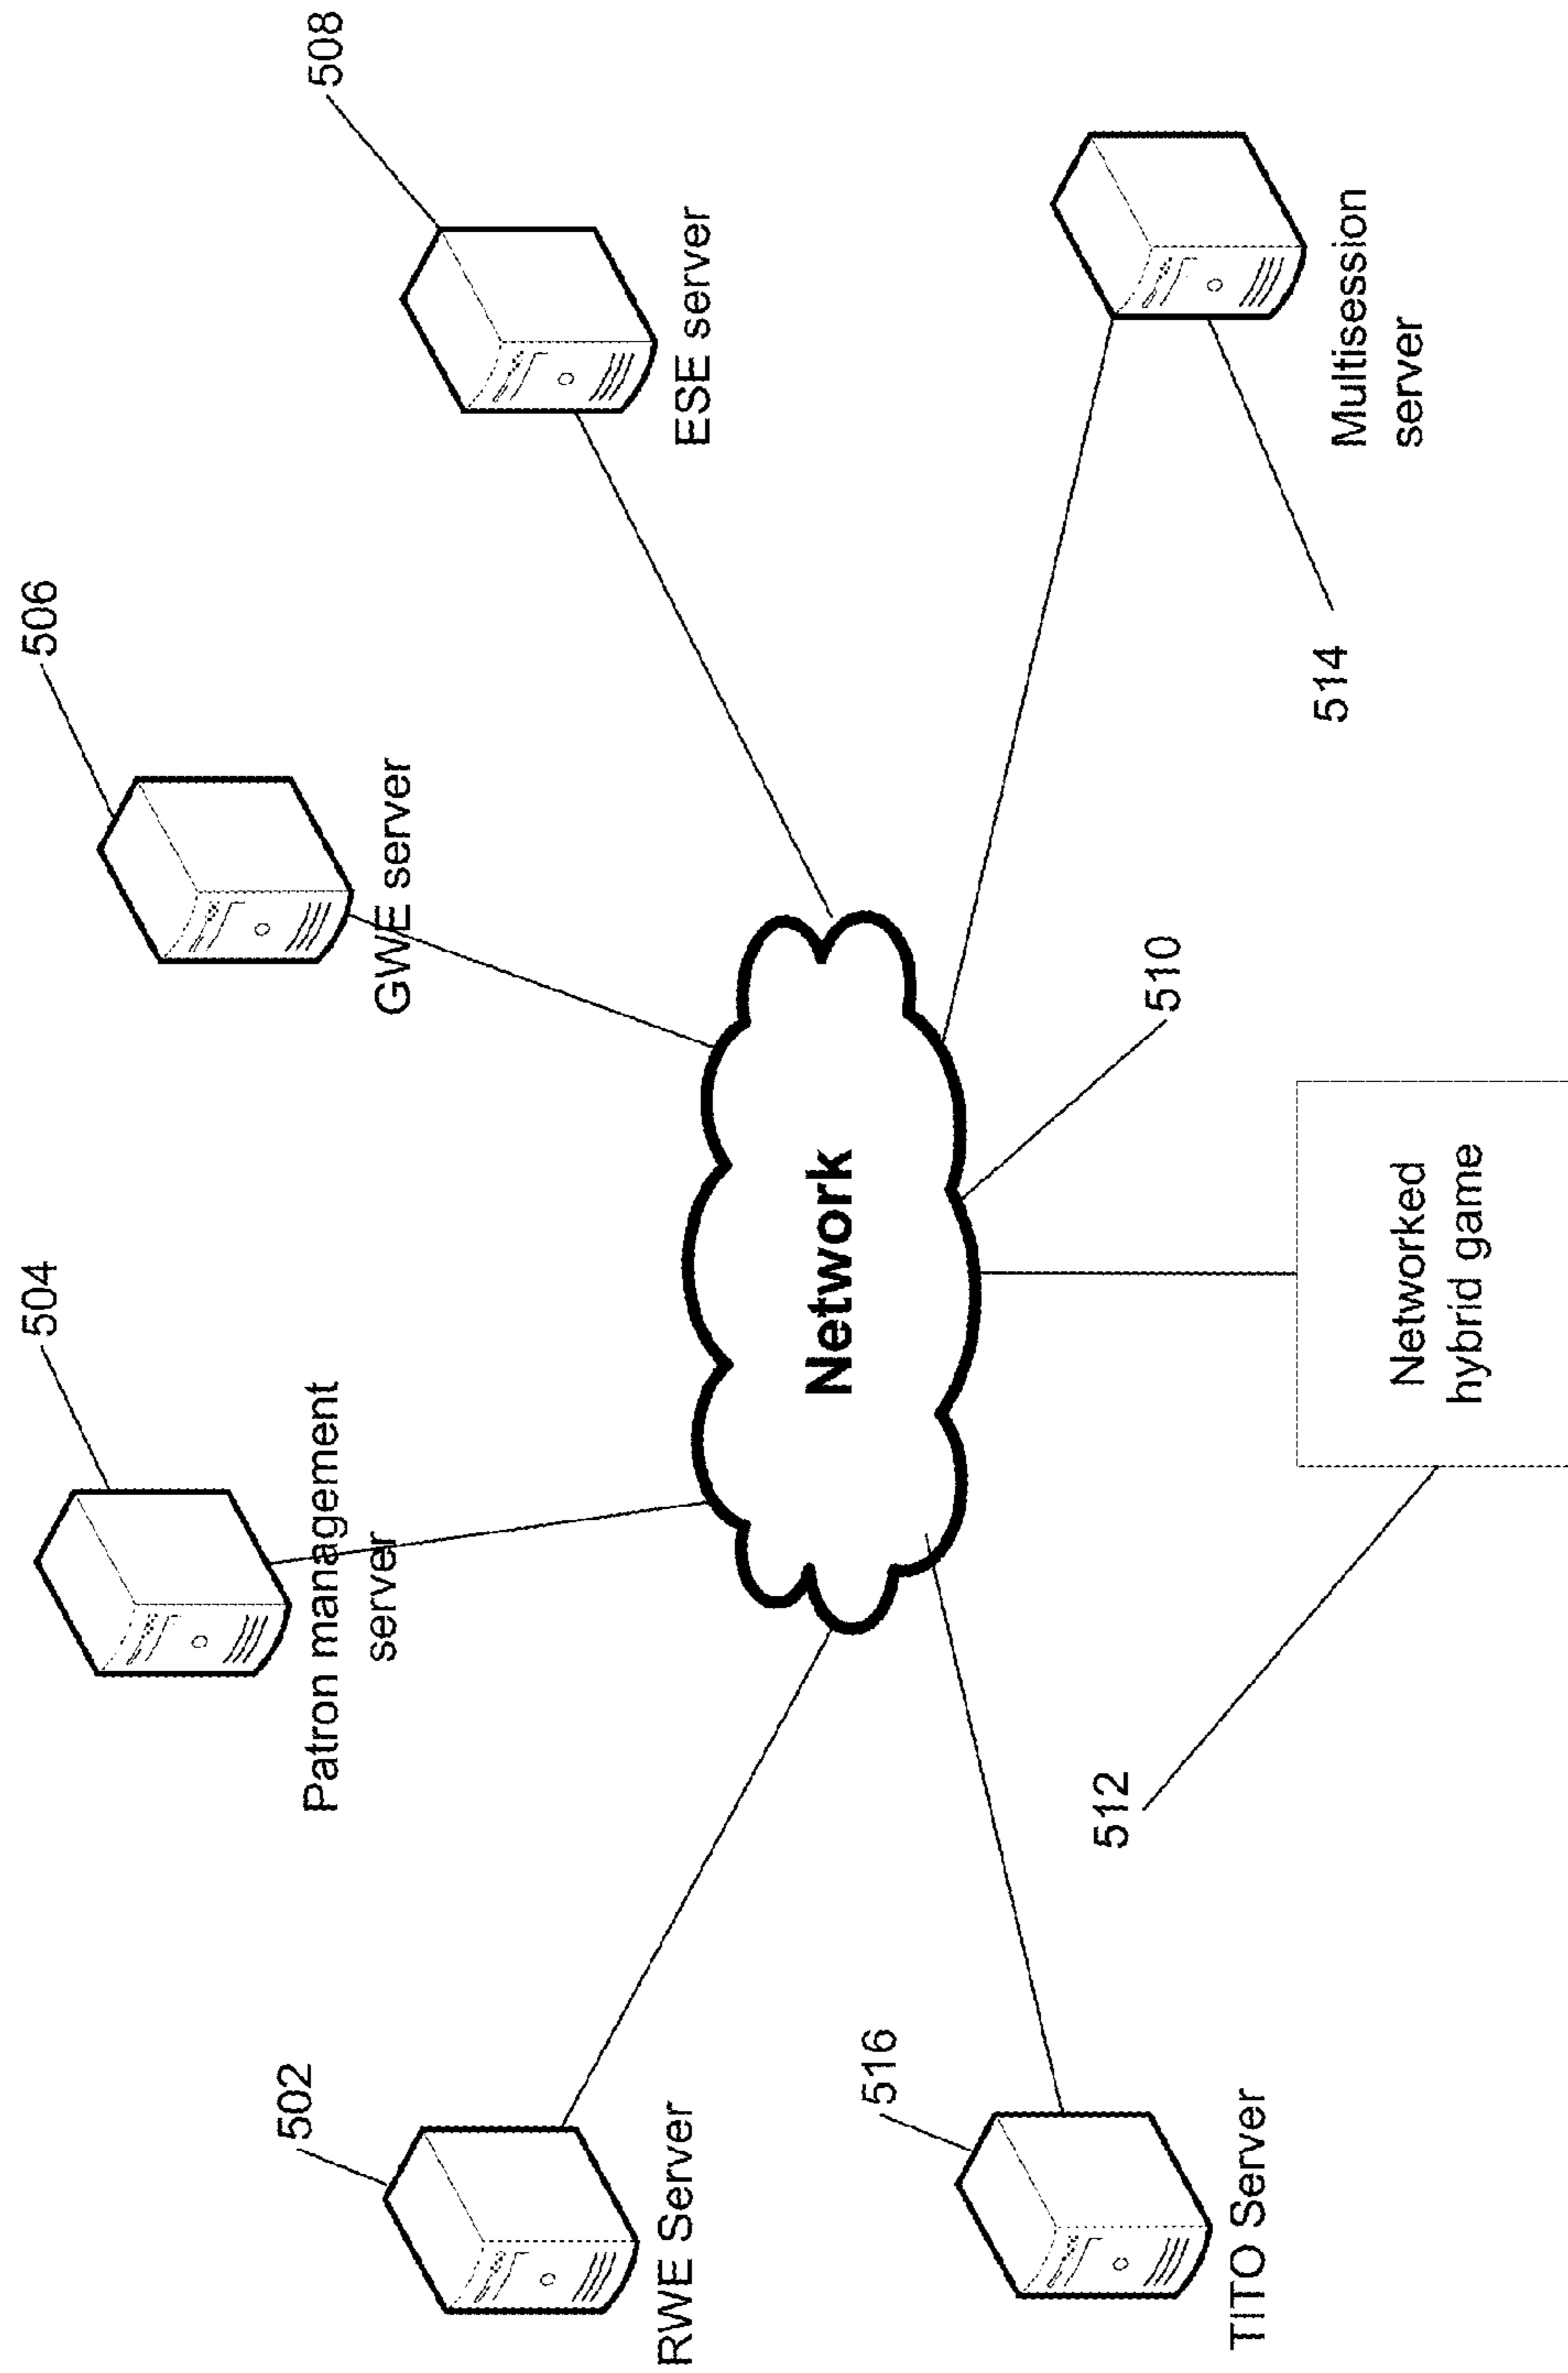 504
506
508
Patron management
server
GWE server
502
ESE server
RWE Server
Network
516
510
514
512
Multisession
server
TITO Server
Networked
hybrid game